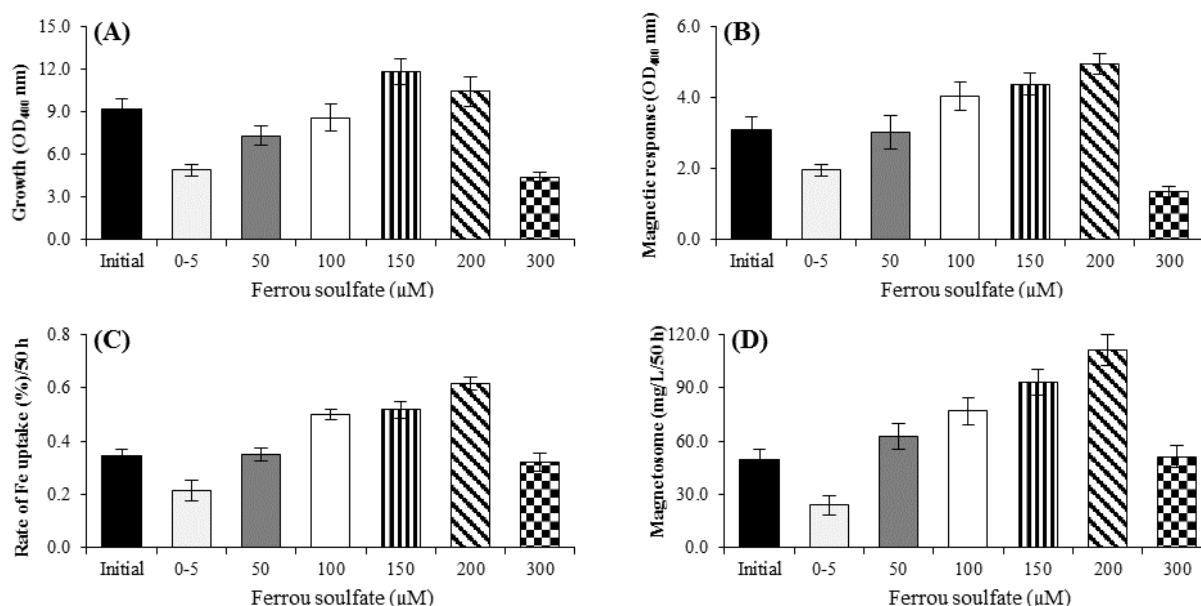 (A)
Growth (OD400 nm)
15.0
12.0
9.0
6.0
3.0
0.0
Initial 0-5 50 100 150 200 300
Ferrou soulfate (µM)
(B)
Magnetic response (OD400 nm)
6.0
4.0
2.0
0.0
Initial 0-5 50 100 150 200 300
Ferrou soulfate (µM)
(C)
Rate of Fe uptake (%)/50 h
0.8
0.6
0.4
0.2
0.0
Initial 0-5 50 100 150 200 300
Ferrou soulfate (µM)
(D)
Magnetosome (mg/L/50 h)
120.0
90.0
60.0
30.0
0.0
Initial 0-5 50 100 150 200 300
Ferrou soulfate (µM)